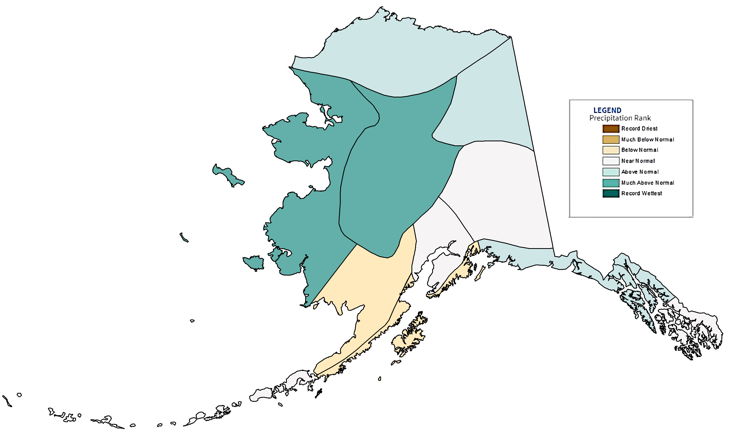 LEGEND
Precipitation Rank
Record Driest
Much Below Normal
Below Normal
Near Normal
Above Normal
Much Above Normal
Record Wettest